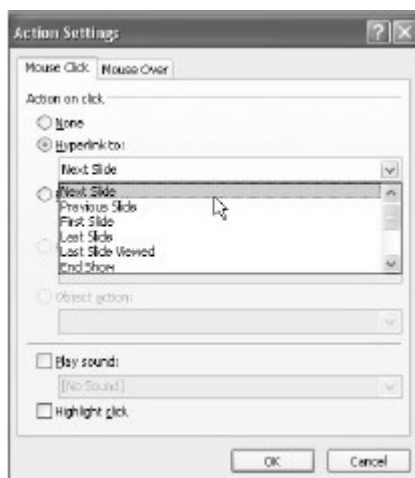 Action Settings
Mouse Click Mouse Over
Action on click
None
Hyperlink to:
Next Slide
Next Slide
Previous Slide
First Slide
Last Slide
Last Slide Viewed
End Show
Object action:
Play sound:
[No Sound]
Highlight click
OK Cancel